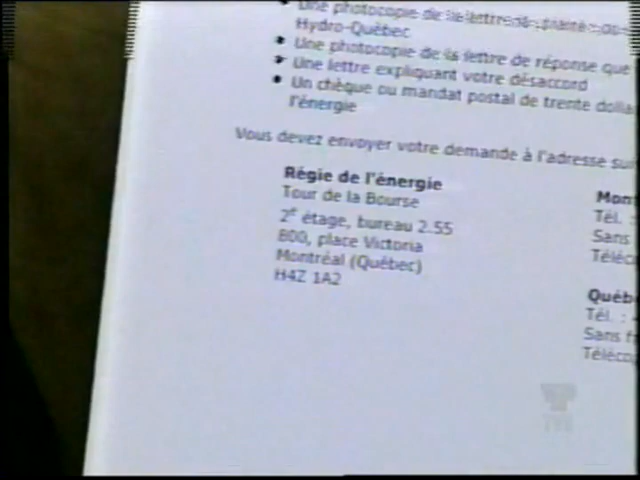 Une photocopie de la lettre de plainte
Hydro-Québec
Une photocopie de la lettre de réponse que
Une lettre expliquant votre désaccord
Un chèque ou mandat postal de trente dolla
l'énergie
Vous devez envoyer votre demande à l'adresse sui
Régie de l'énergie
Tour de la Bourse
2e étage, bureau 2.55
800, place Victoria
Montréal (Québec)
H4Z 1A2
Mont
Tél. :
Sans
Téléco
Québ
Tél. :
Sans f
Téléco